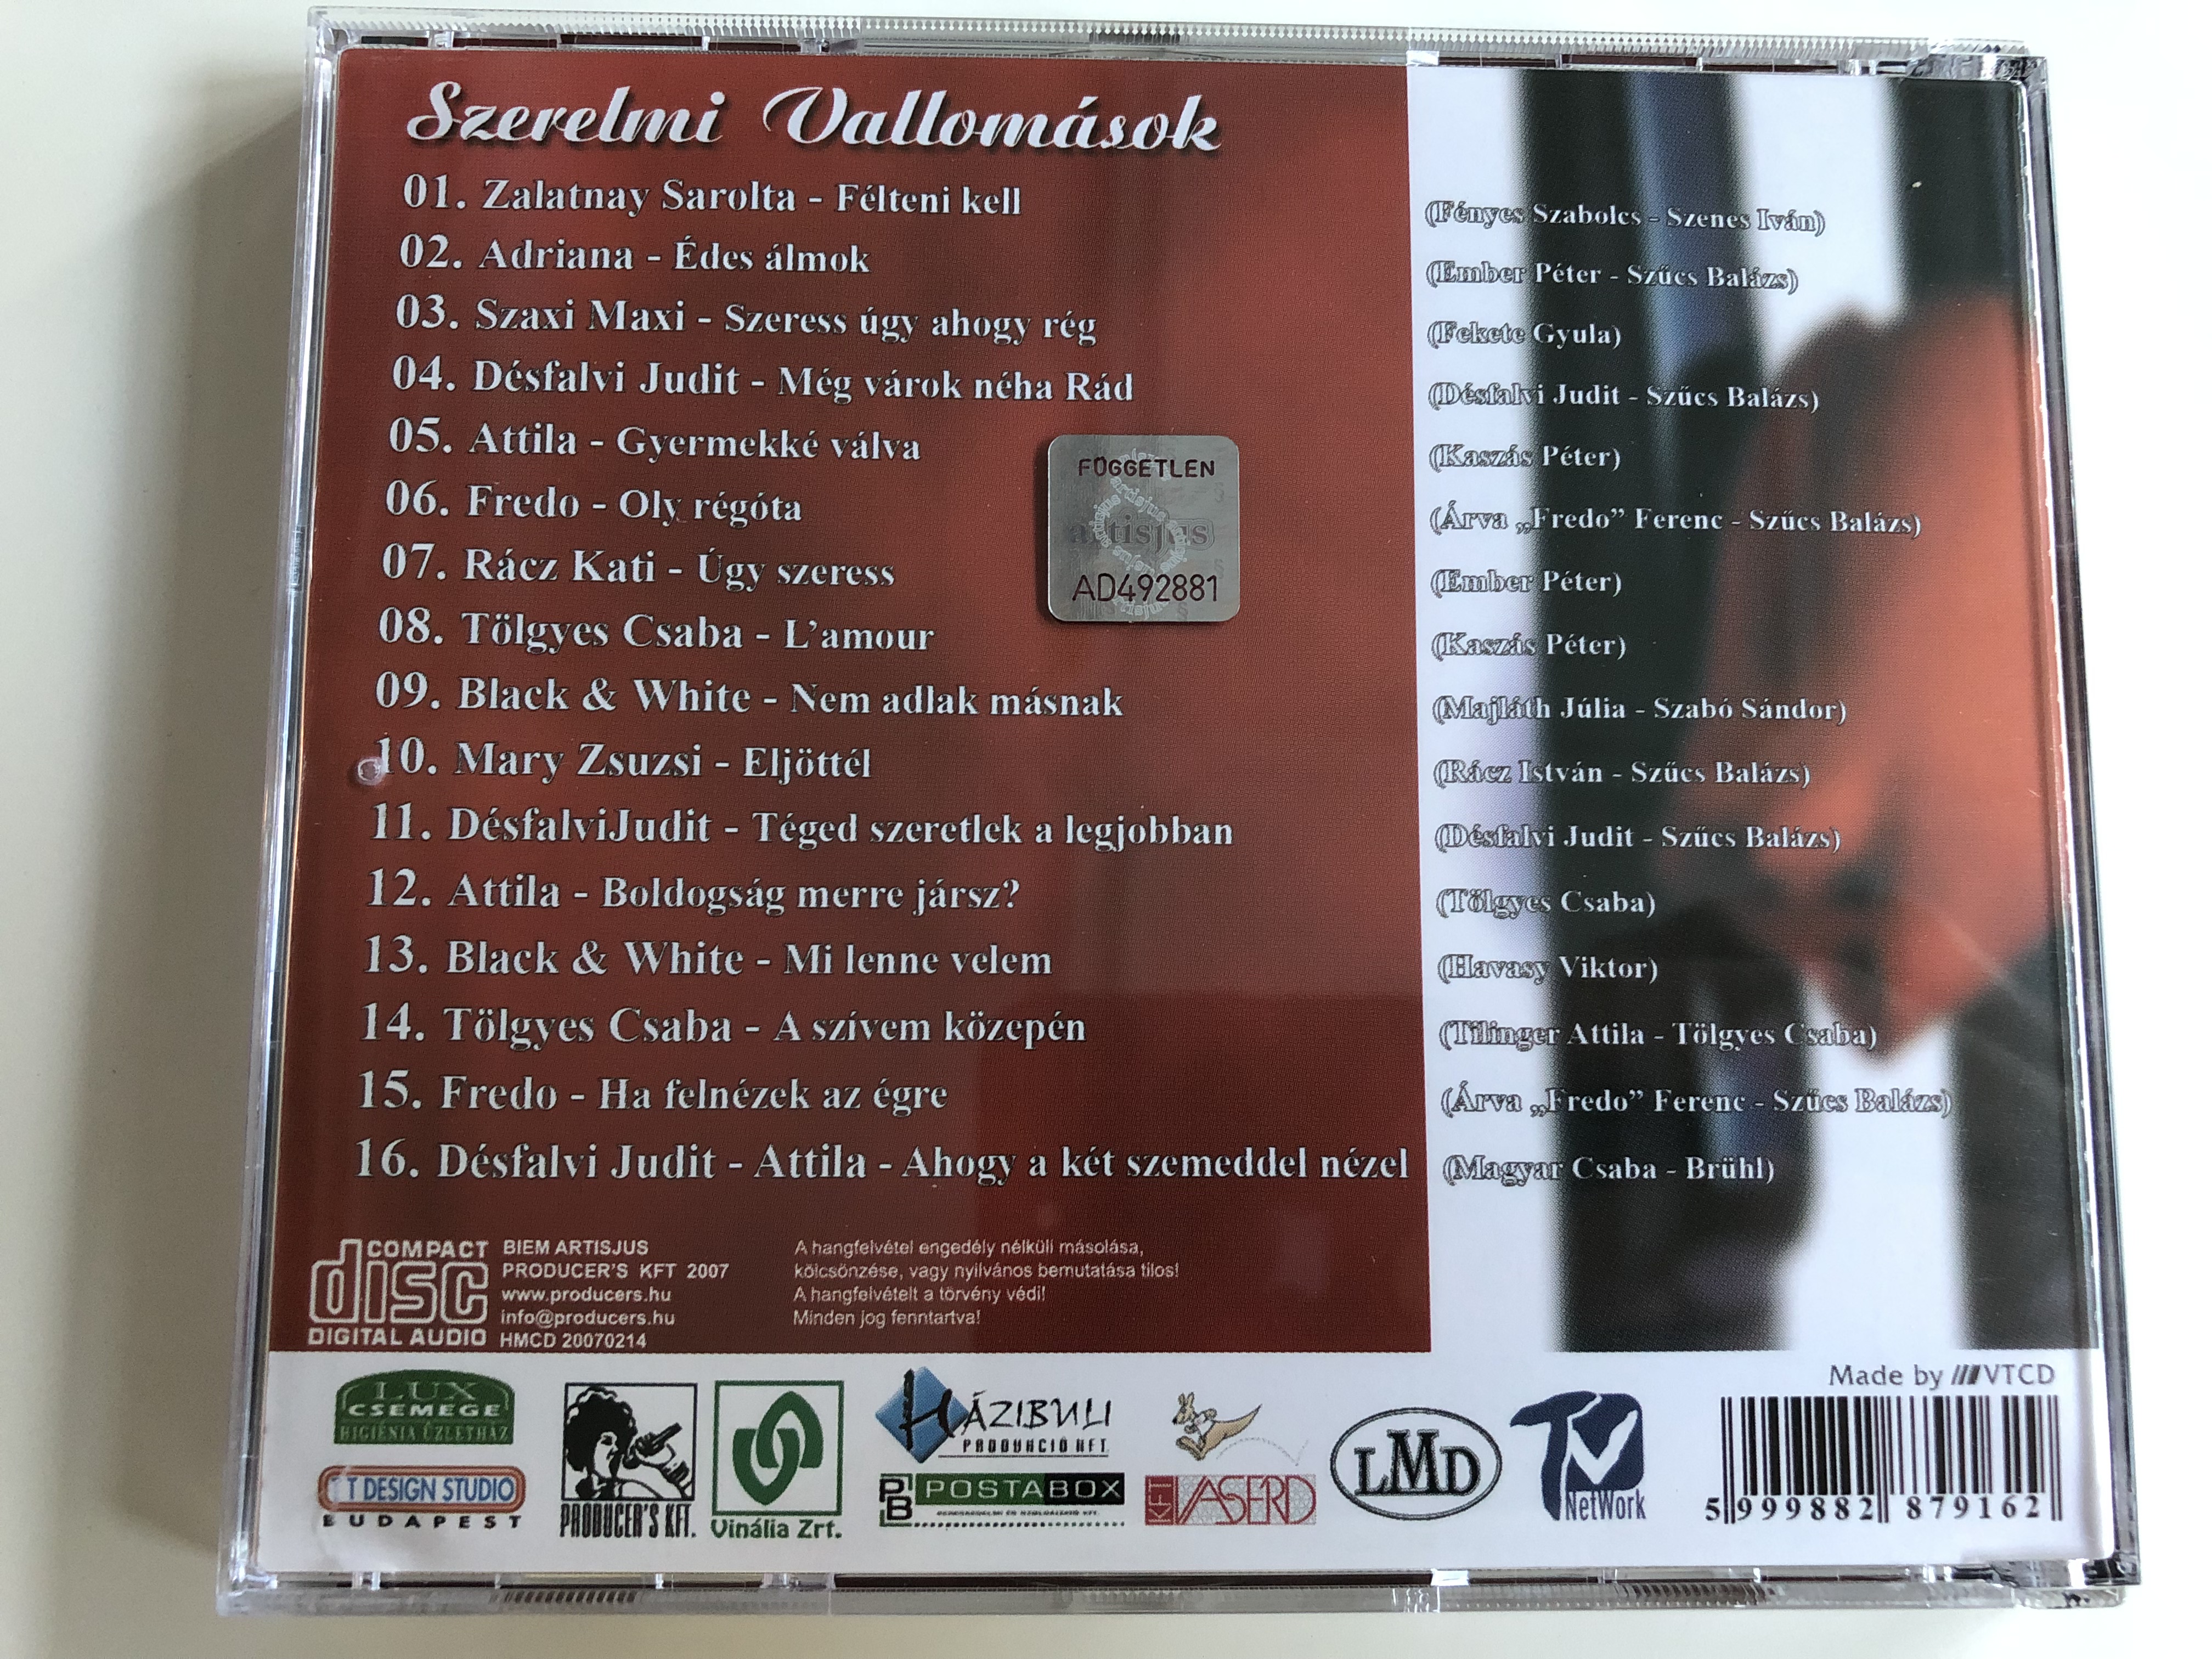 Szerelmi Vallomások
01. Zalatnay Sarolta - Félteni kell (Fényes Szabolcs - Szenes Iván)
02. Adriana - Édes álmok (Ember Péter - Szűcs Balázs)
03. Szaxi Maxi - Szeress úgy ahogy rég (Fekete Gyula)
04. Désfalvi Judit - Még várok néha Rád (Désfalvi Judit - Szűcs Balázs)
05. Attila - Gyermekké válva (Kaszás Péter)
06. Fredo - Oly régóta (Árva „Fredo” Ferenc - Szűcs Balázs)
07. Rácz Kati - Úgy szeress (Ember Péter)
08. Tölgyes Csaba - L'amour (Kaszás Péter)
09. Black & White - Nem adlak másnak (Majláth Júlia - Szabó Sándor)
10. Mary Zsuzsi - Eljöttél (Rácz István - Szűcs Balázs)
11. DésfalviJudit - Téged szeretlek a legjobban (Désfalvi Judit - Szűcs Balázs)
12. Attila - Boldogság merre jársz? (Tölgyes Csaba)
13. Black & White - Mi lenne velem (Havasy Viktor)
14. Tölgyes Csaba - A szívem közepén (Tilinger Attila - Tölgyes Csaba)
15. Fredo - Ha felnézek az égre (Árva „Fredo” Ferenc - Szűcs Balázs)
16. Désfalvi Judit - Attila - Ahogy a két szemeddel nézel (Magyar Csaba - Brühl)
FÜGGETLEN
artisjus
AD492881
COMPACT
disc
DIGITAL AUDIO
BIEM ARTISJUS
PRODUCER'S KFT 2007
www.producers.hu
info@producers.hu
HMCD 20070214
A hangfelvétel engedély nélküli másolása,
kölcsönzése, vagy nyilvános bemutatása tilos!
A hangfelvételt a törvény védi!
Minden jog fenntartva!
Made by VTCD
LUX
CSEMEGE
HIGIÉNIA ÜZLETHÁZ
T DESIGN STUDIO
BUDAPEST
PRODUCER'S KFT.
Vinália Zrt.
HÁZIBULI
PRODUKCIÓ KFT.
PB POSTABOX
KFT VASERD
LMD
TV
NetWork
5 999882 879162